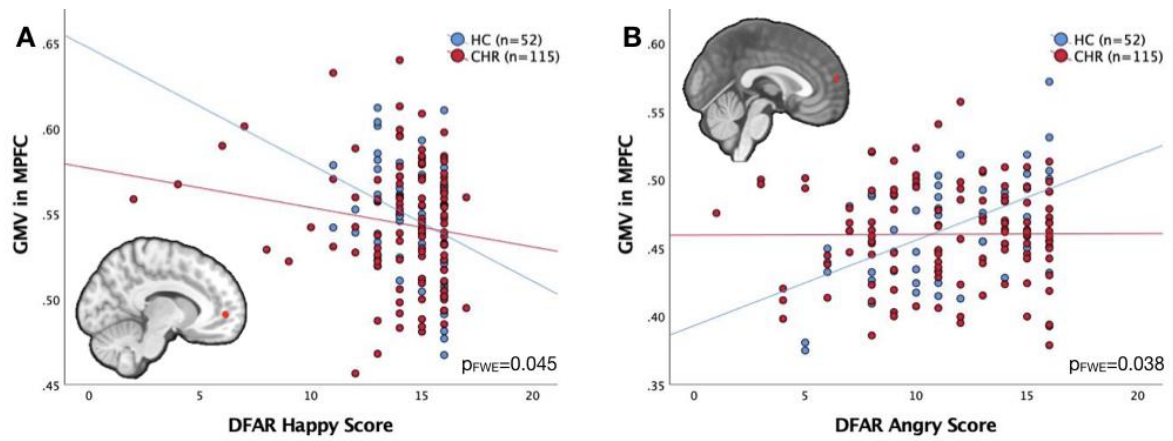 A
HC (n=52)
CHR (n=115)
GMV in MPFC
.65
.60
.55
.50
.45
0 5 10 15 20
DFAR Happy Score
pFWE=0.045
B
HC (n=52)
CHR (n=115)
GMV in MPFC
.60
.55
.50
.45
.40
.35
0 5 10 15 20
DFAR Angry Score
pFWE=0.038